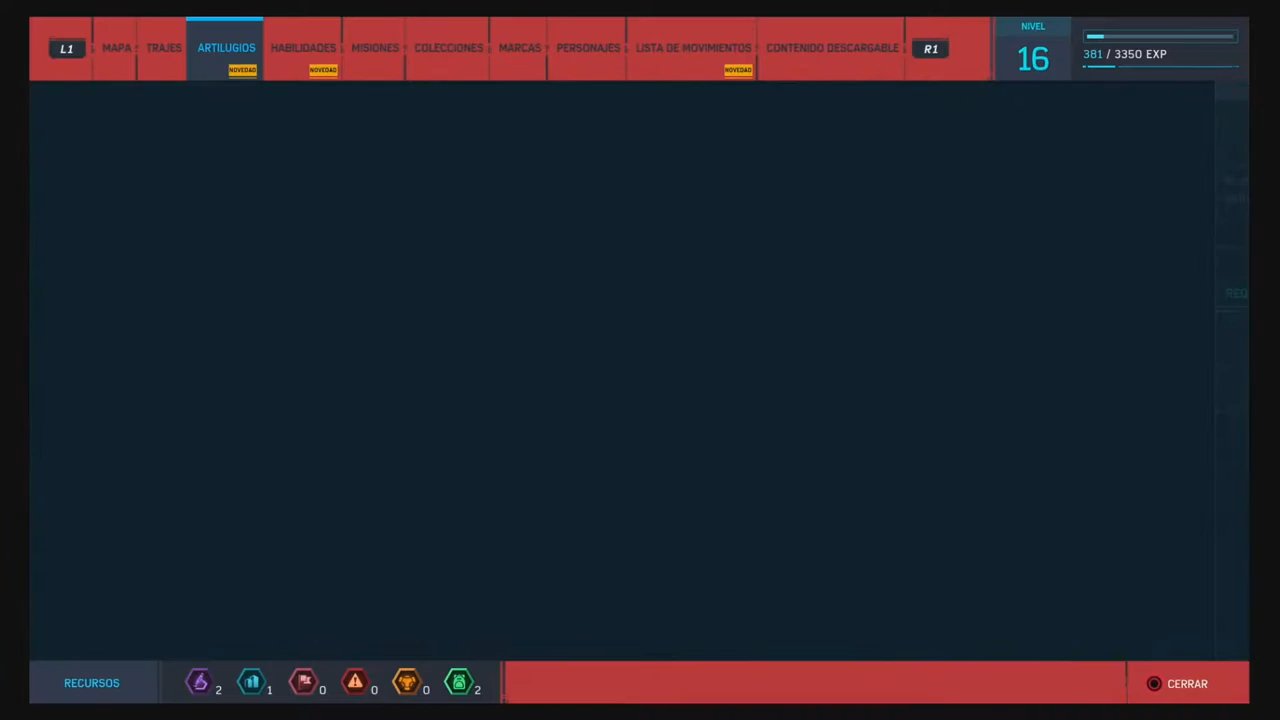 L1 MAPA TRAJES ARTILUGIOS HABILIDADES MISIONES COLECCIONES MARCAS PERSONAJES LISTA DE MOVIMIENTOS CONTENIDO DESCARGABLE R1
NOVEDAD NOVEDAD NOVEDAD
NIVEL
16
381 / 3350 EXP
REQ
RECURSOS 2 1 0 0 0 2
CERRAR